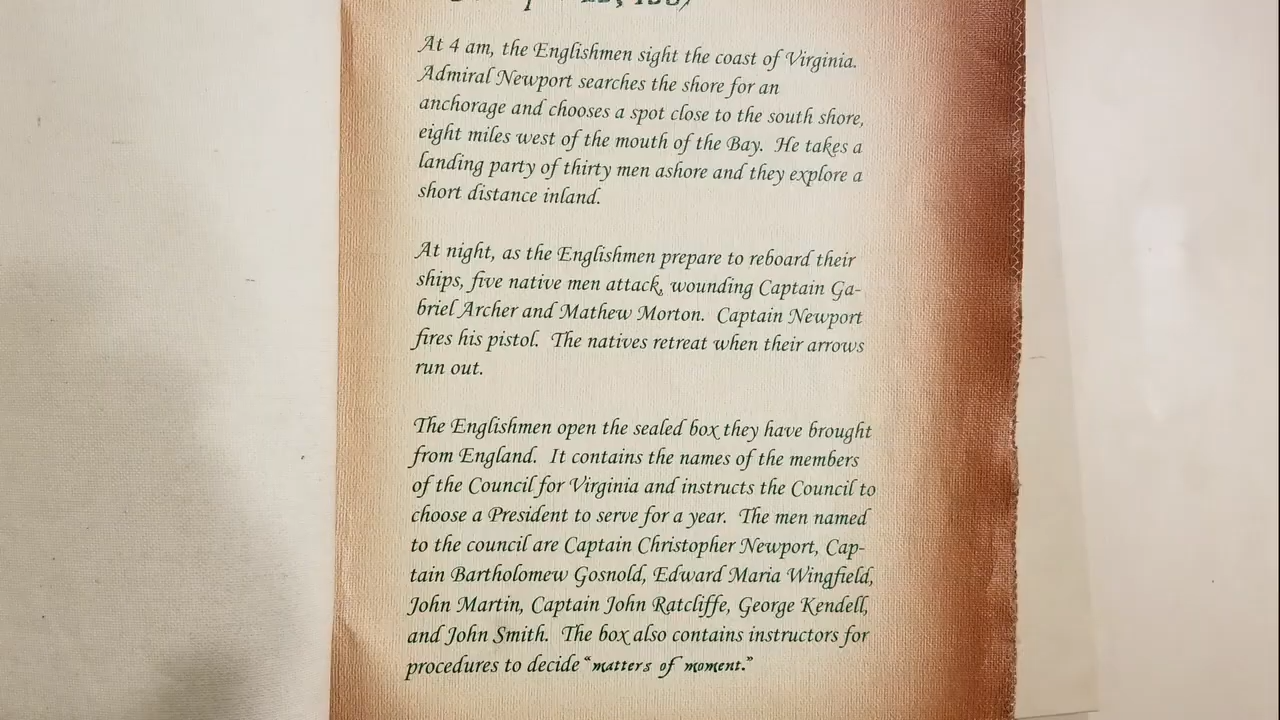 At 4 am, the Englishmen sight the coast of Virginia.
Admiral Newport searches the shore for an
anchorage and chooses a spot close to the south shore,
eight miles west of the mouth of the Bay. He takes a
landing party of thirty men ashore and they explore a
short distance inland.
At night, as the Englishmen prepare to reboard their
ships, five native men attack, wounding Captain Ga-
briel Archer and Mathew Morton. Captain Newport
fires his pistol. The natives retreat when their arrows
run out.
The Englishmen open the sealed box they have brought
from England. It contains the names of the members
of the Council for Virginia and instructs the Council to
choose a President to serve for a year. The men named
to the council are Captain Christopher Newport, Cap-
tain Bartholomew Gosnold, Edward Maria Wingfield,
John Martin, Captain John Ratcliffe, George Kendell,
and John Smith. The box also contains instructors for
procedures to decide “matters of moment.”